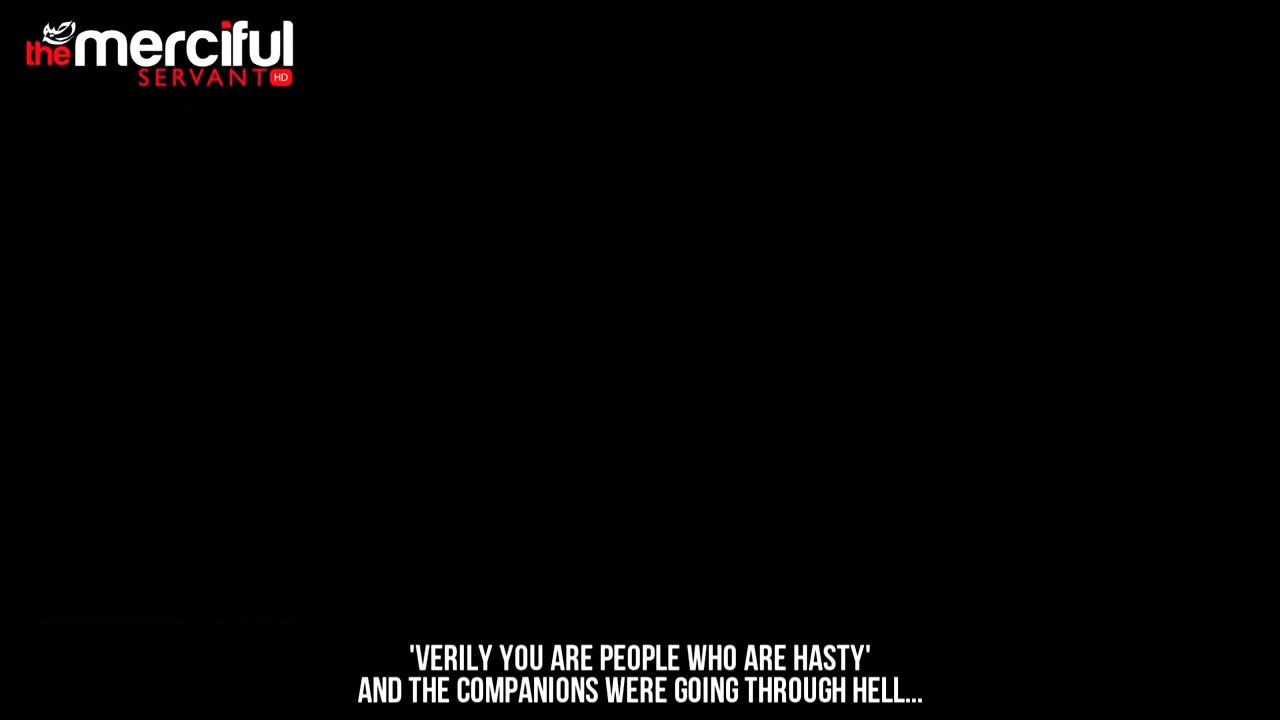 the merciful
SERVANT HD
'VERILY YOU ARE PEOPLE WHO ARE HASTY'
AND THE COMPANIONS WERE GOING THROUGH HELL...